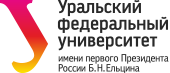 Уральский
федеральный
университет
имени первого Президента
России Б.Н.Ельцина